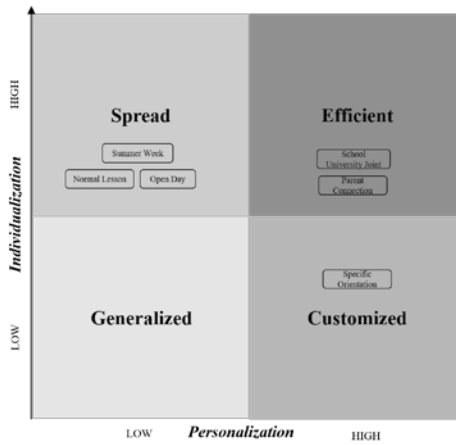 HIGH
Individualization
LOW
Spread
Summer Week
Normal Lesson
Open Day
Efficient
School
University Joint
Parent
Connection
Generalized
Specific
Orientation
Customized
LOW
Personalization
HIGH